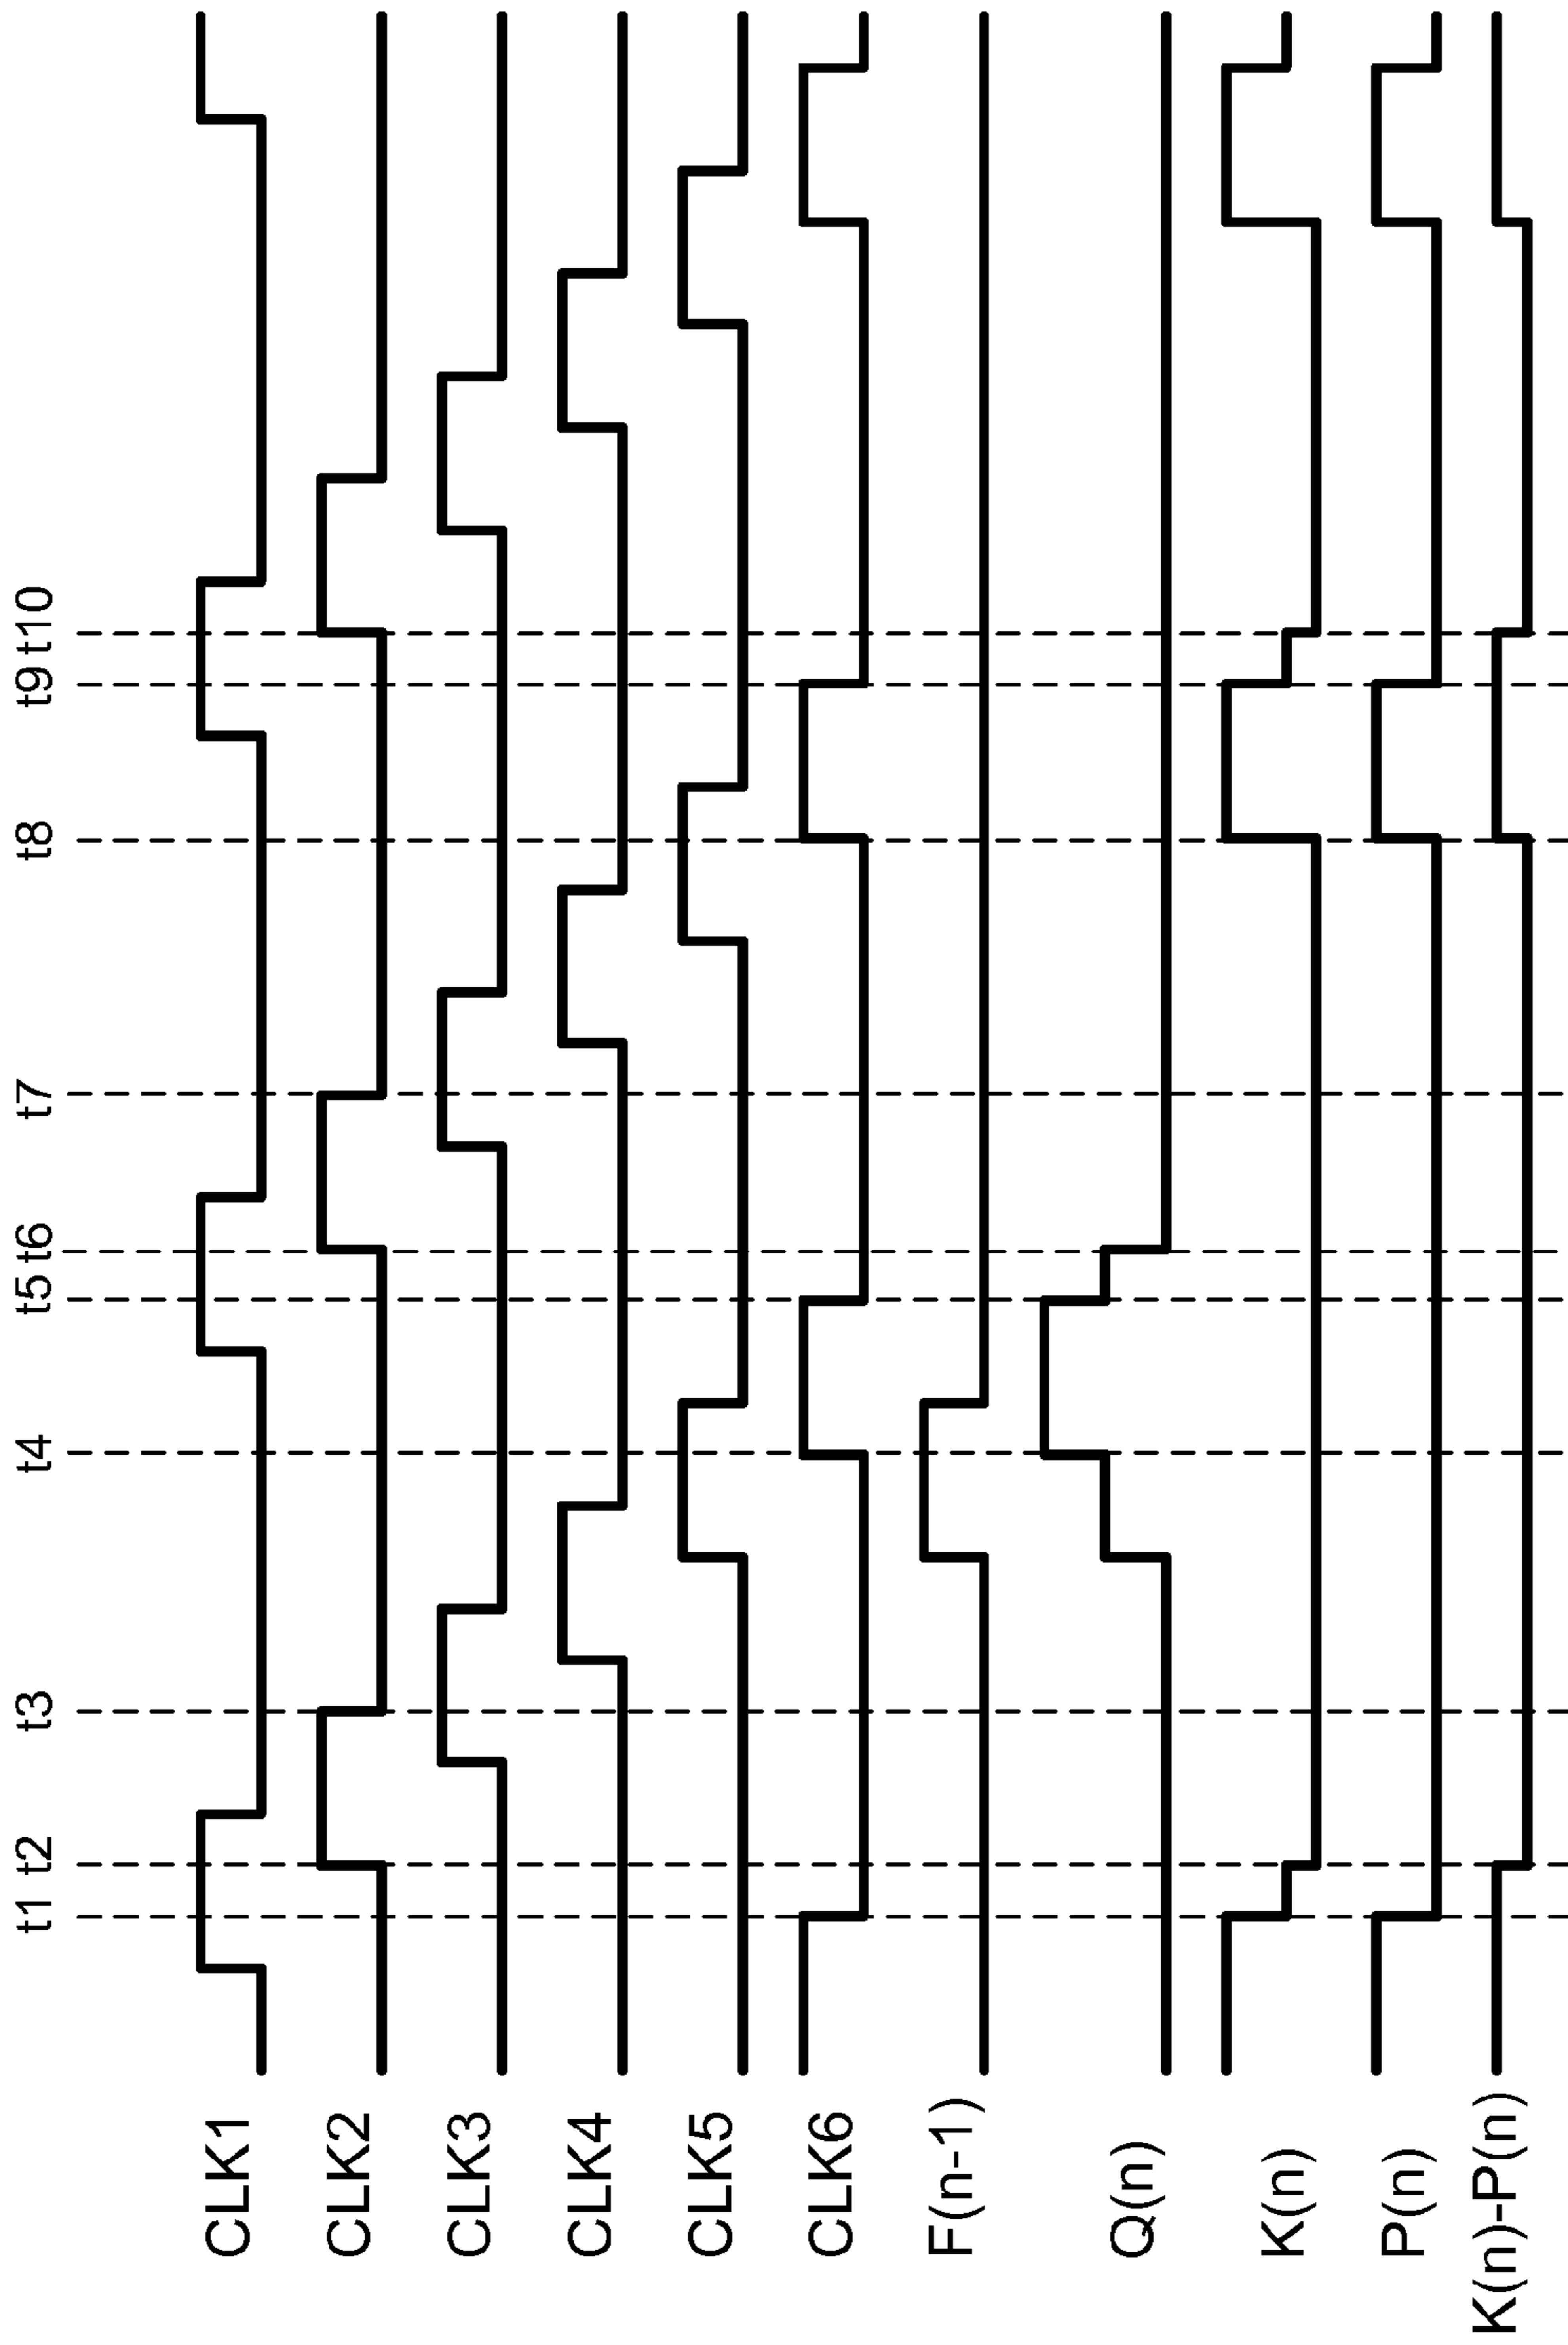 t1 t2 t3 t4 t5 t6 t7 t8 t9 t10
CLK1
CLK2
CLK3
CLK4
CLK5
CLK6
F(n-1)
Q(n)
K(n)
P(n)
K(n)-P(n)